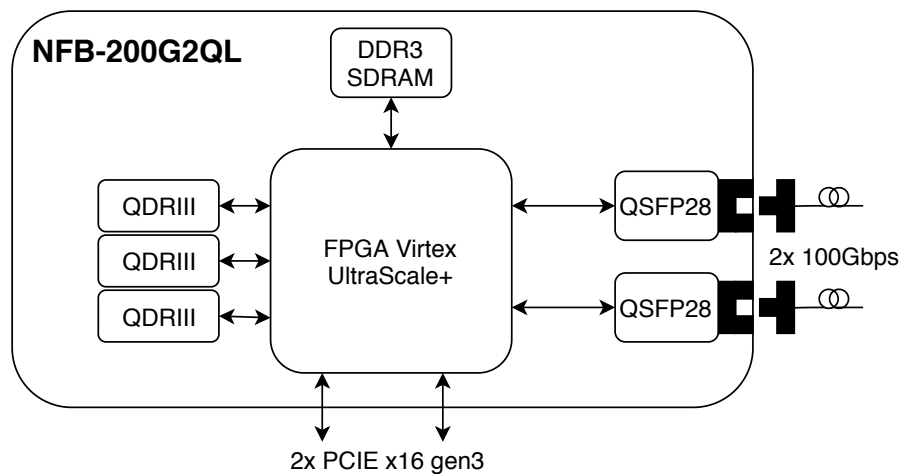 NFB-200G2QL
DDR3
SDRAM
QDRIII
QDRIII
QDRIII
FPGA Virtex
UltraScale+
QSFP28
QSFP28
2x 100Gbps
2x PCIE x16 gen3